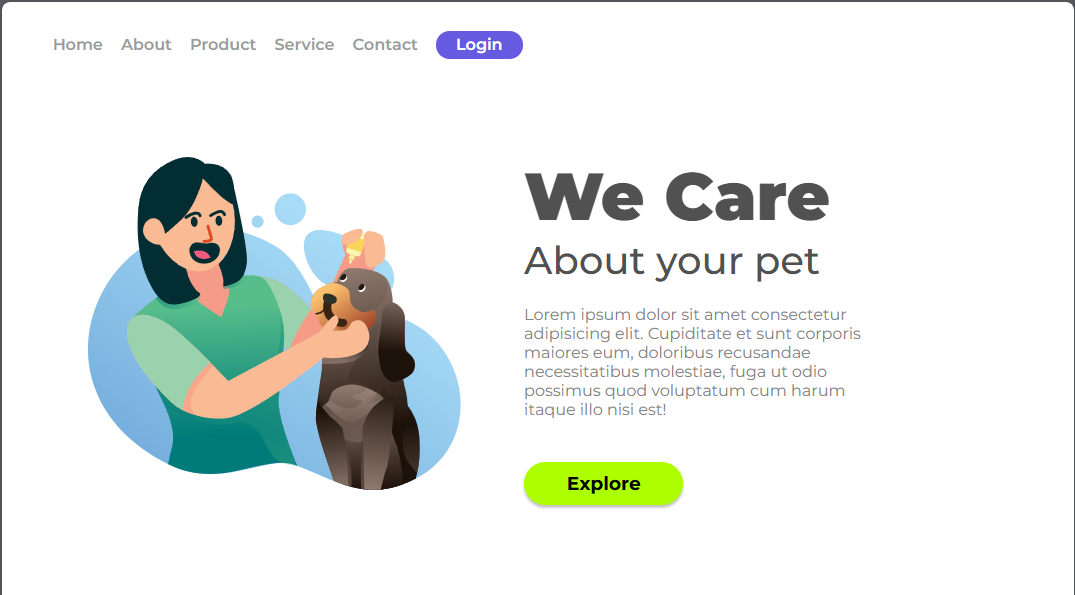 Home About Product Service Contact Login
We Care
About your pet
Lorem ipsum dolor sit amet consectetur
adipisicing elit. Cupiditate et sunt corporis
maiores eum, doloribus recusandae
necessitatibus molestiae, fuga ut odio
possimus quod voluptatum cum harum
itaque illo nisi est!
Explore